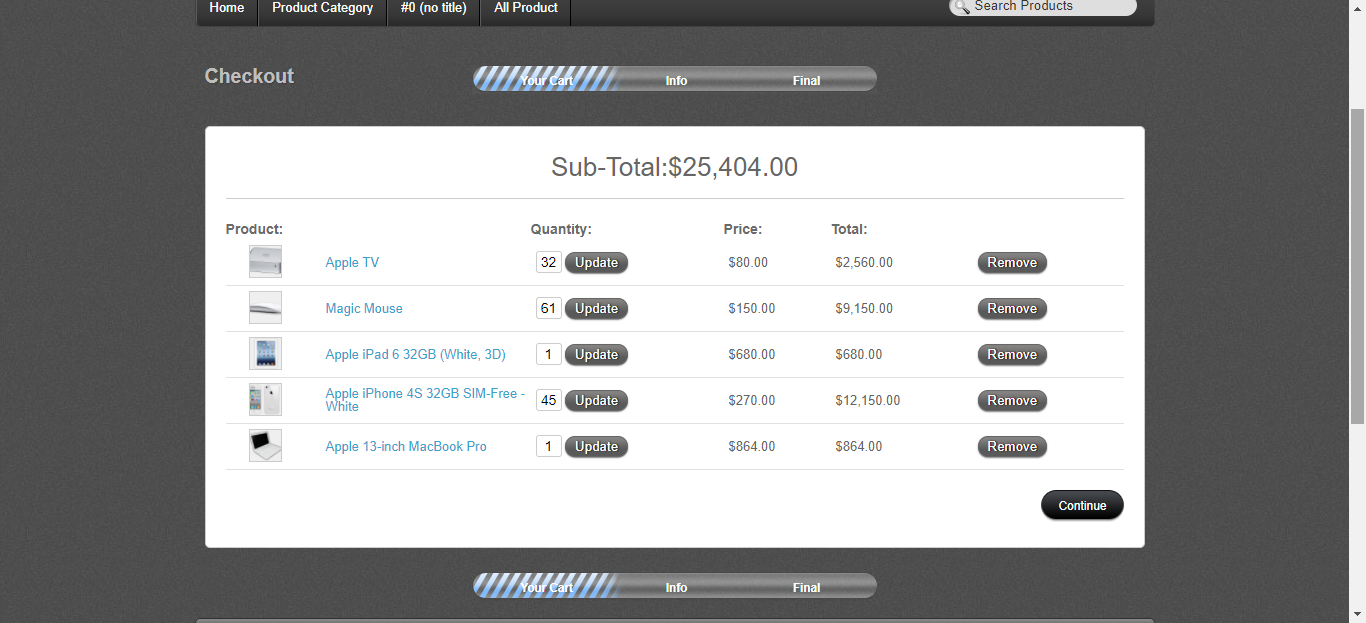 Home Product Category #0 (no title) All Product Search Products
Checkout
Your Cart Info Final
Sub-Total:$25,404.00
Product: Quantity: Price: Total:
Apple TV 32 Update $80.00 $2,560.00 Remove
Magic Mouse 61 Update $150.00 $9,150.00 Remove
Apple iPad 6 32GB (White, 3D) 1 Update $680.00 $680.00 Remove
Apple iPhone 4S 32GB SIM-Free -
White 45 Update $270.00 $12,150.00 Remove
Apple 13-inch MacBook Pro 1 Update $864.00 $864.00 Remove
Continue
Your Cart Info Final